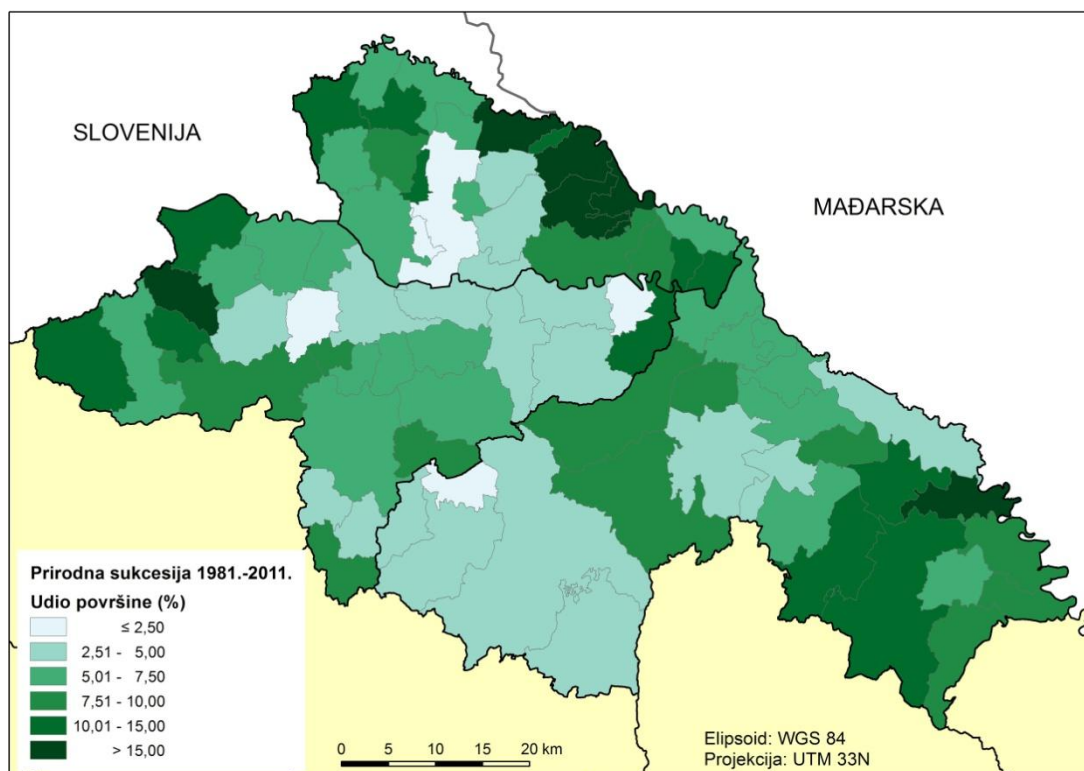 SLOVENIJA
MAĐARSKA
Prirodna sukcesija 1981.-2011.
Udio površine (%)
≤ 2,50
2,51 - 5,00
5,01 - 7,50
7,51 - 10,00
10,01 - 15,00
> 15,00
0 5 10 15 20 km
Elipsoid: WGS 84
Projekcija: UTM 33N